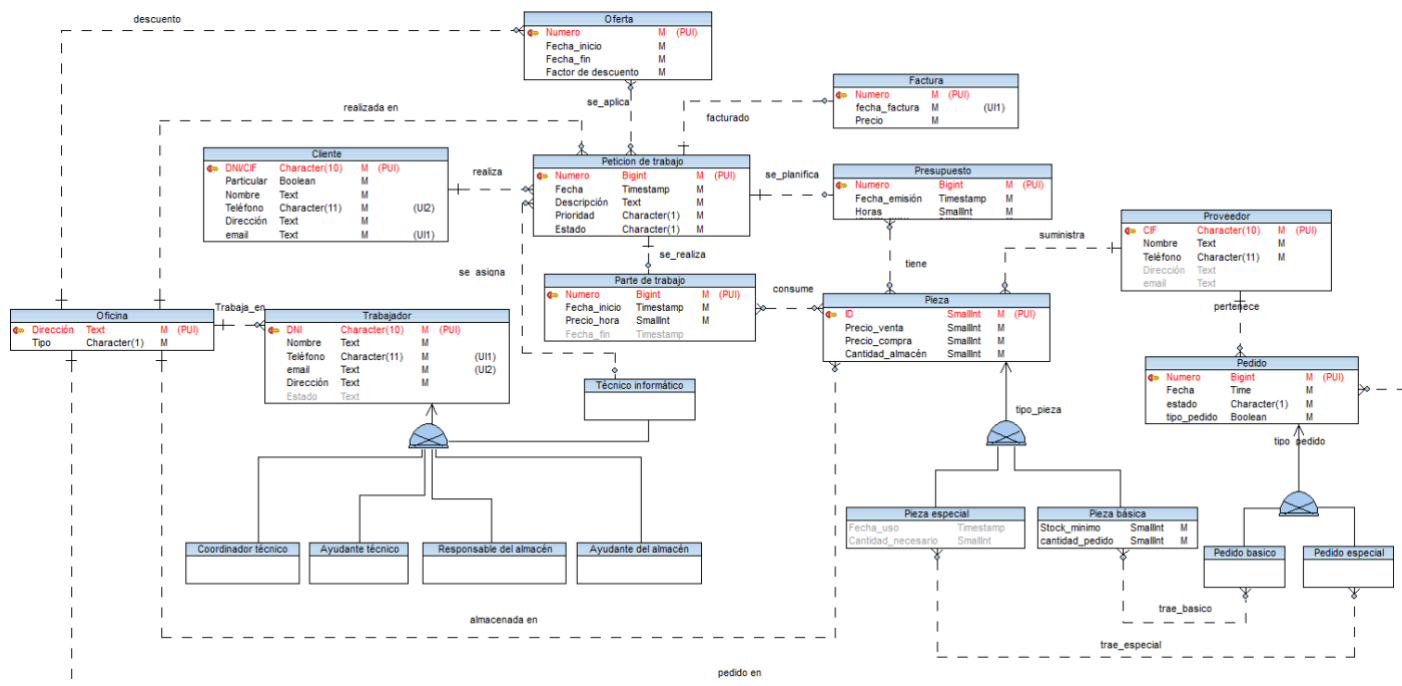 descuento
Oferta
Numero M (PUI)
Fecha_inicio M
Fecha_fin M
Factor de descuento M
Factura
Numero M (PUI)
fecha_factura M (UI1)
Precio M
realizada en
se_aplica
facturado
Cliente
DNI/CIF Character(10) M (PUI)
Particular Boolean M
Nombre Text M
Teléfono Character(11) M (UI2)
Dirección Text M
email Text M (UI1)
realiza
Peticion de trabajo
Numero Bigint M (PUI)
Fecha Timestamp M
Descripción Text M
Prioridad Character(1) M
Estado Character(1) M
se_planifica
Presupuesto
Numero Bigint M (PUI)
Fecha_emisión Timestamp M
Horas SmallInt M
suministra
Proveedor
CIF Character(10) M (PUI)
Nombre Text M
Teléfono Character(11) M
Dirección Text
email Text
se_asigna
se_realiza
tiene
Parte de trabajo
Numero Bigint M (PUI)
Fecha_inicio Timestamp M
Precio_hora SmallInt M
Fecha_fin Timestamp
consume
Pieza
ID SmallInt M (PUI)
Precio_venta SmallInt M
Precio_compra SmallInt M
Cantidad_almacén SmallInt M
pertenece
Oficina
Dirección Text M (PUI)
Tipo Character(1) M
Trabaja_en
Trabajador
DNI Character(10) M (PUI)
Nombre Text M
Teléfono Character(11) M (UI1)
email Text M (UI2)
Dirección Text M
Estado Text
Técnico informático
Pedido
Numero Bigint M (PUI)
Fecha Time M
estado Character(1) M
tipo_pedido Boolean M
tipo_pieza
tipo_pedido
Pieza especial
Fecha_uso Timestamp
Cantidad_necesario SmallInt
Pieza básica
Stock_minimo SmallInt M
cantidad_pedido SmallInt M
Coordinador técnico
Ayudante técnico
Responsable del almacén
Ayudante del almacén
Pedido basico
Pedido especial
almacenada en
trae_basico
trae_especial
pedido en